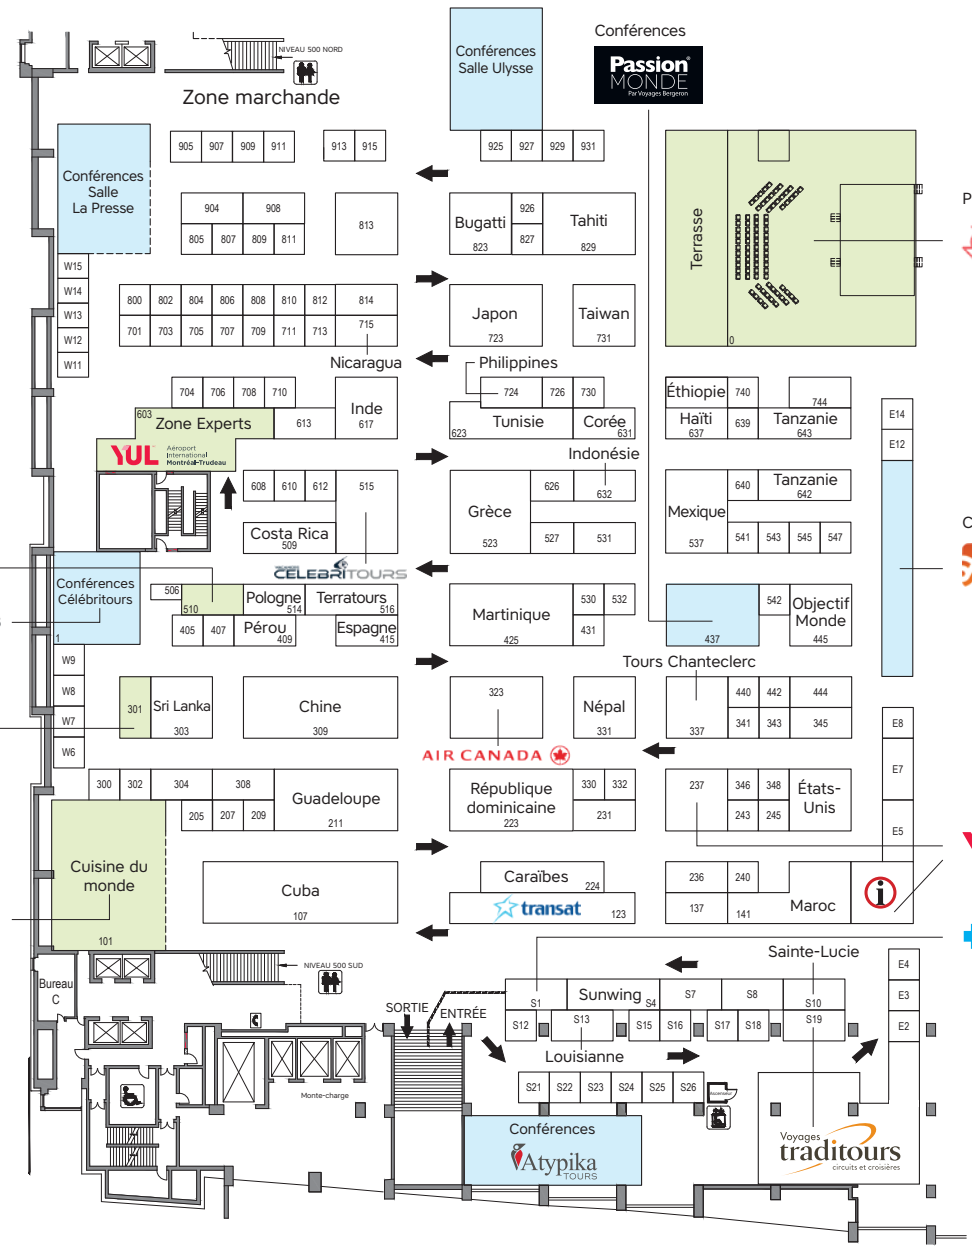 Conférences
NIVEAU 500 NORD
Conférences
Salle Ulysse
Passion
MONDE
Par Voyages Bergeron
Zone marchande
905 907 909 911 913 915 925 927 929 931
Conférences
Salle
La Presse
904 908 813 926
Bugatti Tahiti
805 807 809 811 823 827 829
Terrasse
P
W15
W14
W13
W12
W11
800 802 804 806 808 810 812 814
Japon Taiwan
701 703 705 707 709 711 713 715 723 731
0
Nicaragua Philippines
704 706 708 710 724 726 730 740 744
Inde Éthiopie
603 Zone Experts 613 617
623 Tunisie Corée 631
Haïti 637 639 Tanzanie 643
E14
E12
YUL Aéroport
International
Montréal-Trudeau
Indonésie
608 610 612 515 626 632 640 Tanzanie 642
Grèce Mexique
Costa Rica
509 523 527 531 537 541 543 545 547
C
CELEBRITOURS
Conférences
Célébritours
1
506 510 Pologne 514 Terratours 516
530 532 542 Objectif
Monde
Martinique
405 407 Pérou 409 Espagne 415 425 431 437 445
Tours Chanteclerc
W9
W8
W7
W6
301 Sri Lanka 303 Chine 309 323 Népal 331 337
440 442 444
341 343 345
E8
E7
E5
AIR CANADA
300 302 304 308 Guadeloupe 211
205 207 209
République
dominicaine
223 330 332 231 237 346 348 243 245 États-
Unis
Cuisine du
monde
101
Cuba
107
Caraïbes
224
transat 123
236 240 137 141 Maroc
i
NIVEAU 500 SUD
Bureau
C
SORTIE ENTRÉE
Sainte-Lucie
S1 Sunwing S4 S7 S8 S10
S12 S13 S15 S16 S17 S18 S19
Louisianne
E4
E3
E2
S21 S22 S23 S24 S25 S26
Monte-charge
Conférences
Atypika
TOURS
Voyages
traditours
circuits et croisières